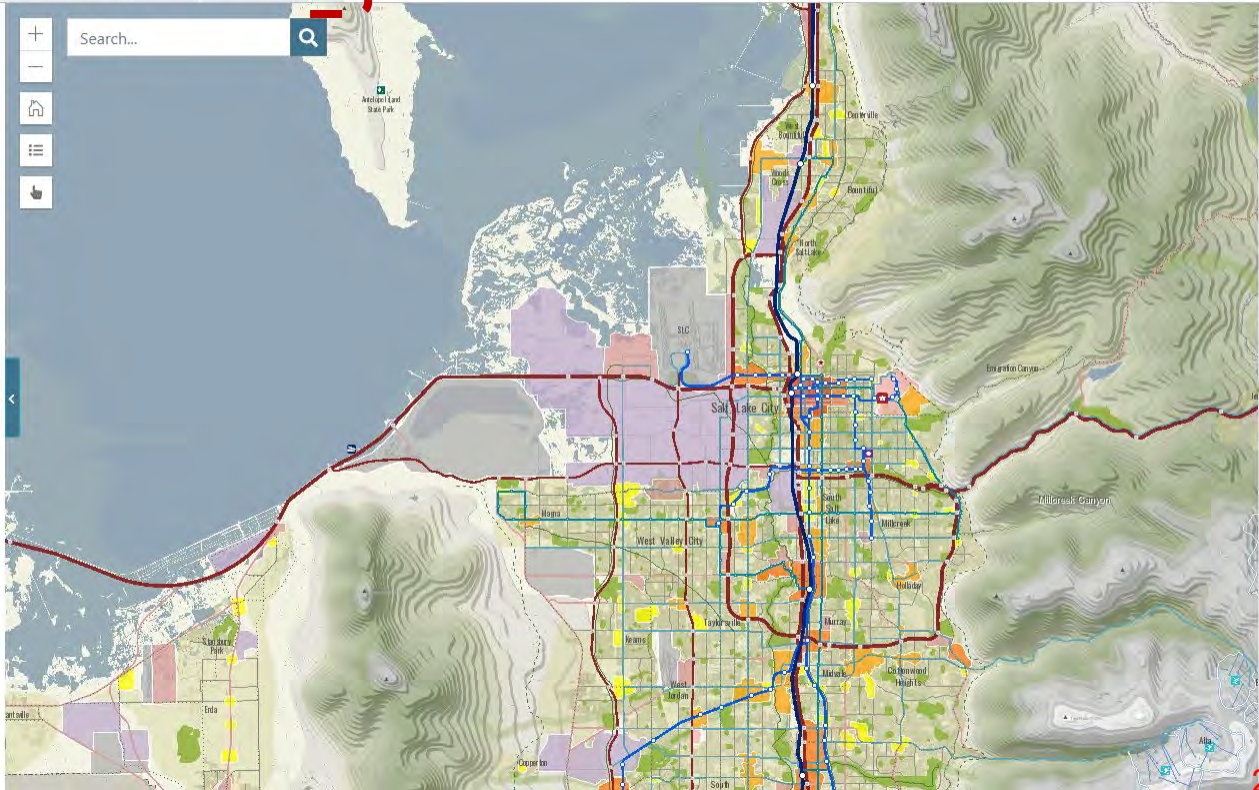 Search...
Antelope Island
State Park
Centerville
West
Bountiful
Woods
Cross
Bountiful
North
Salt Lake
SLC
Emigration Canyon
Salt Lake City
Millcreek Canyon
Magna
South
Salt
Lake
Millcreek
West Valley City
Holladay
Taylorsville
Murray
Stansbury
Park
Kearns
Midvale
Cottonwood
Heights
West
Jordan
Erda
antsville
Alta
Copperton
South